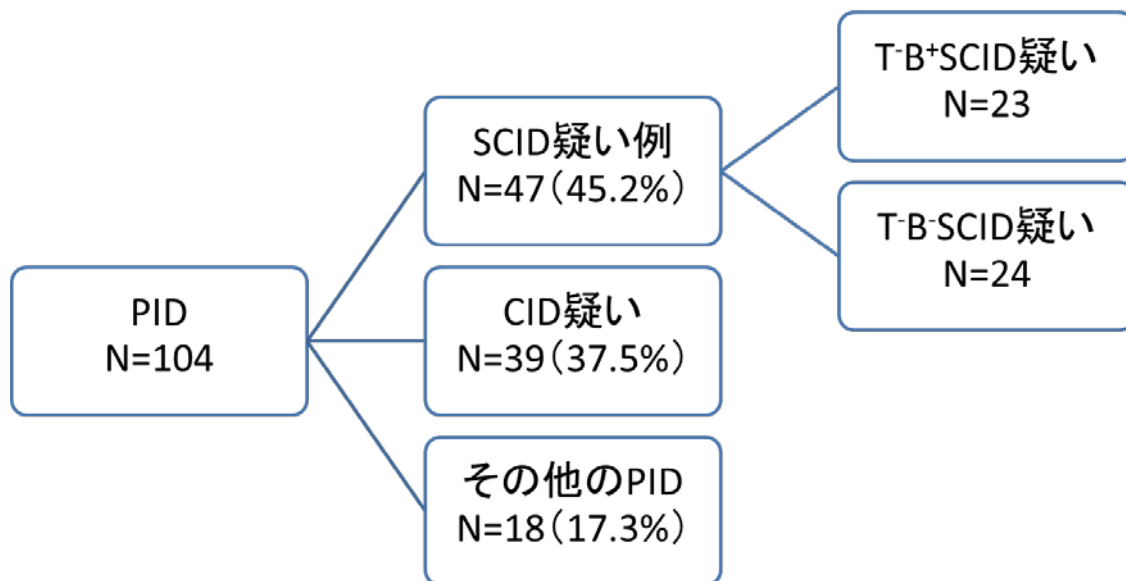 PID
N=104
SCID疑い例
N=47(45.2%)
CID疑い
N=39(37.5%)
その他のPID
N=18(17.3%)
T⁻B⁺SCID疑い
N=23
T⁻B⁻SCID疑い
N=24